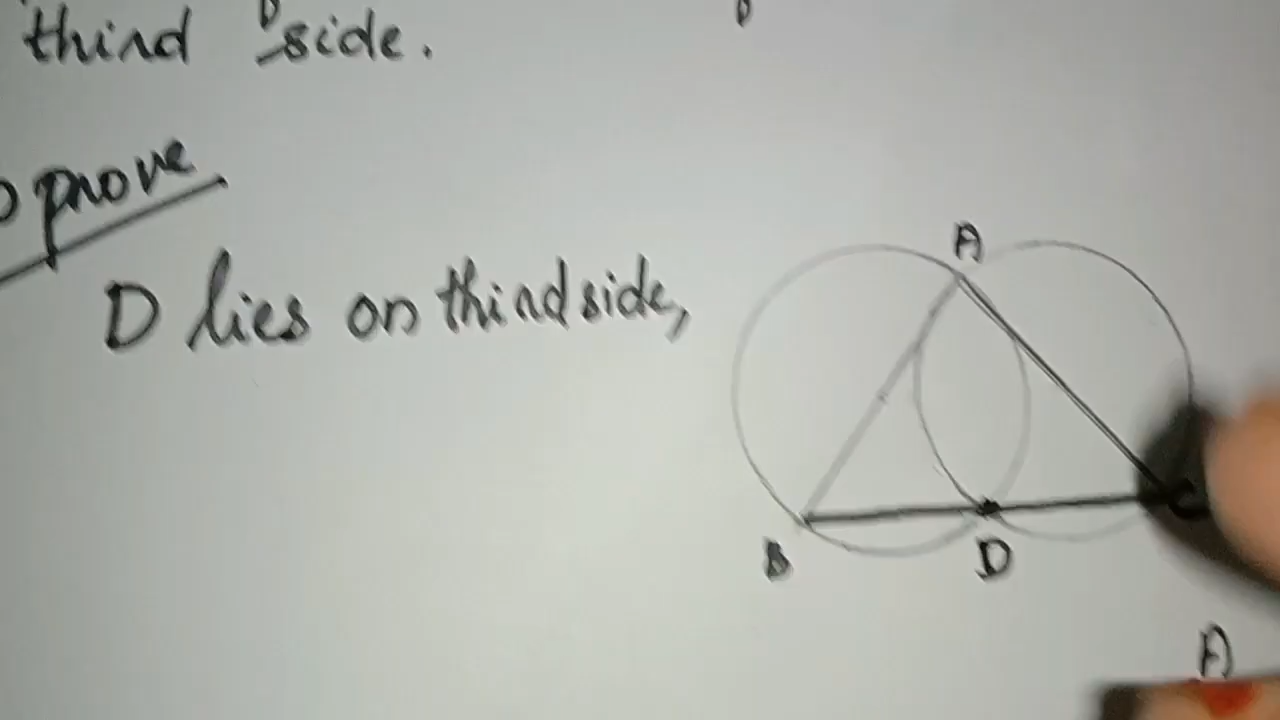 third side.
prove
D lies on third side,
A
B
D
C
A